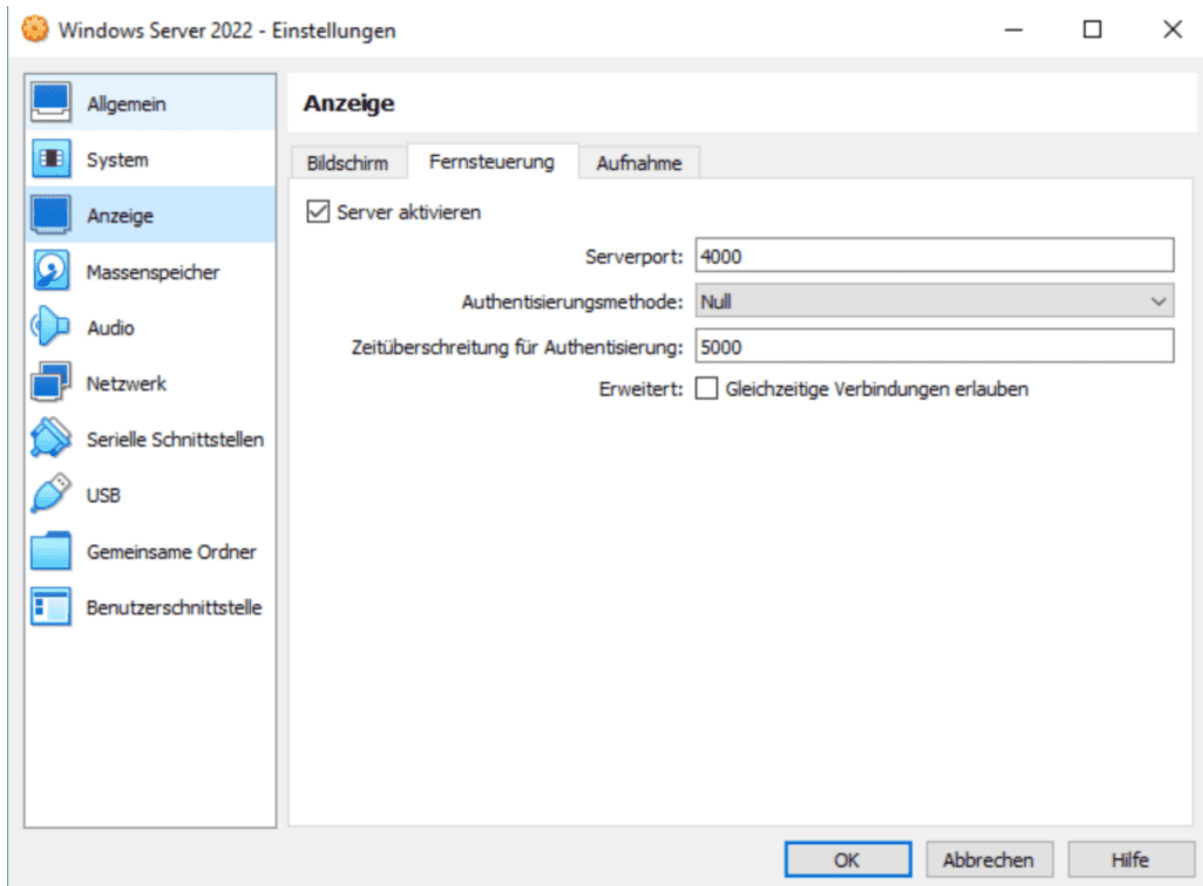 Windows Server 2022 - Einstellungen
Allgemein
System
Anzeige
Massenspeicher
Audio
Netzwerk
Serielle Schnittstellen
USB
Gemeinsame Ordner
Benutzerschnittstelle
Anzeige
Bildschirm Fernsteuerung Aufnahme
Server aktivieren
Serverport: 4000
Authentisierungsmethode: Null
Zeitüberschreitung für Authentisierung: 5000
Erweitert: Gleichzeitige Verbindungen erlauben
OK Abbrechen Hilfe